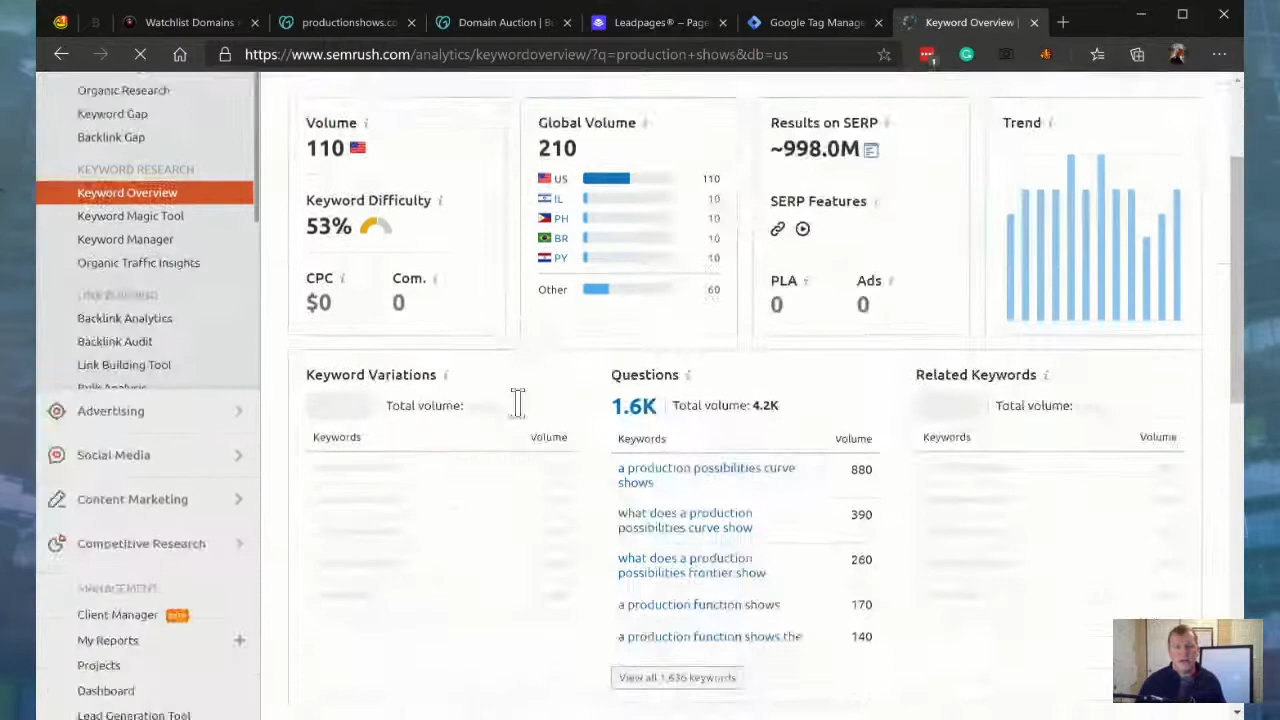 Watchlist Domains
productionshows.co
Domain Auction | B
Leadpages® – Page
Google Tag Manage
Keyword Overview |
https://www.semrush.com/analytics/keywordoverview/?q=production+shows&db=us
Organic Research
Keyword Gap
Backlink Gap
KEYWORD RESEARCH
Keyword Overview
Keyword Magic Tool
Keyword Manager
Organic Traffic Insights
LINK BUILDING
Backlink Analytics
Backlink Audit
Link Building Tool
Bulk Analysis
Advertising
Social Media
Content Marketing
Competitive Research
MANAGEMENT
Client Manager BETA
My Reports +
Projects
Dashboard
Lead Generation Tool
Volume i
110
Keyword Difficulty i
53%
CPC i Com. i
$0 0
Global Volume i
210
US 110
IL 10
PH 10
BR 10
PY 10
Other 60
Results on SERP i
~998.0M
SERP Features i
PLA i Ads i
0 0
Trend i
Keyword Variations i
Total volume:
Keywords Volume
Questions i
1.6K Total volume: 4.2K
Keywords Volume
a production possibilities curve 880
shows
what does a production 390
possibilities curve show
what does a production 260
possibilities frontier show
a production function shows 170
a production function shows the 140
View all 1,636 keywords
Related Keywords i
Total volume:
Keywords Volume